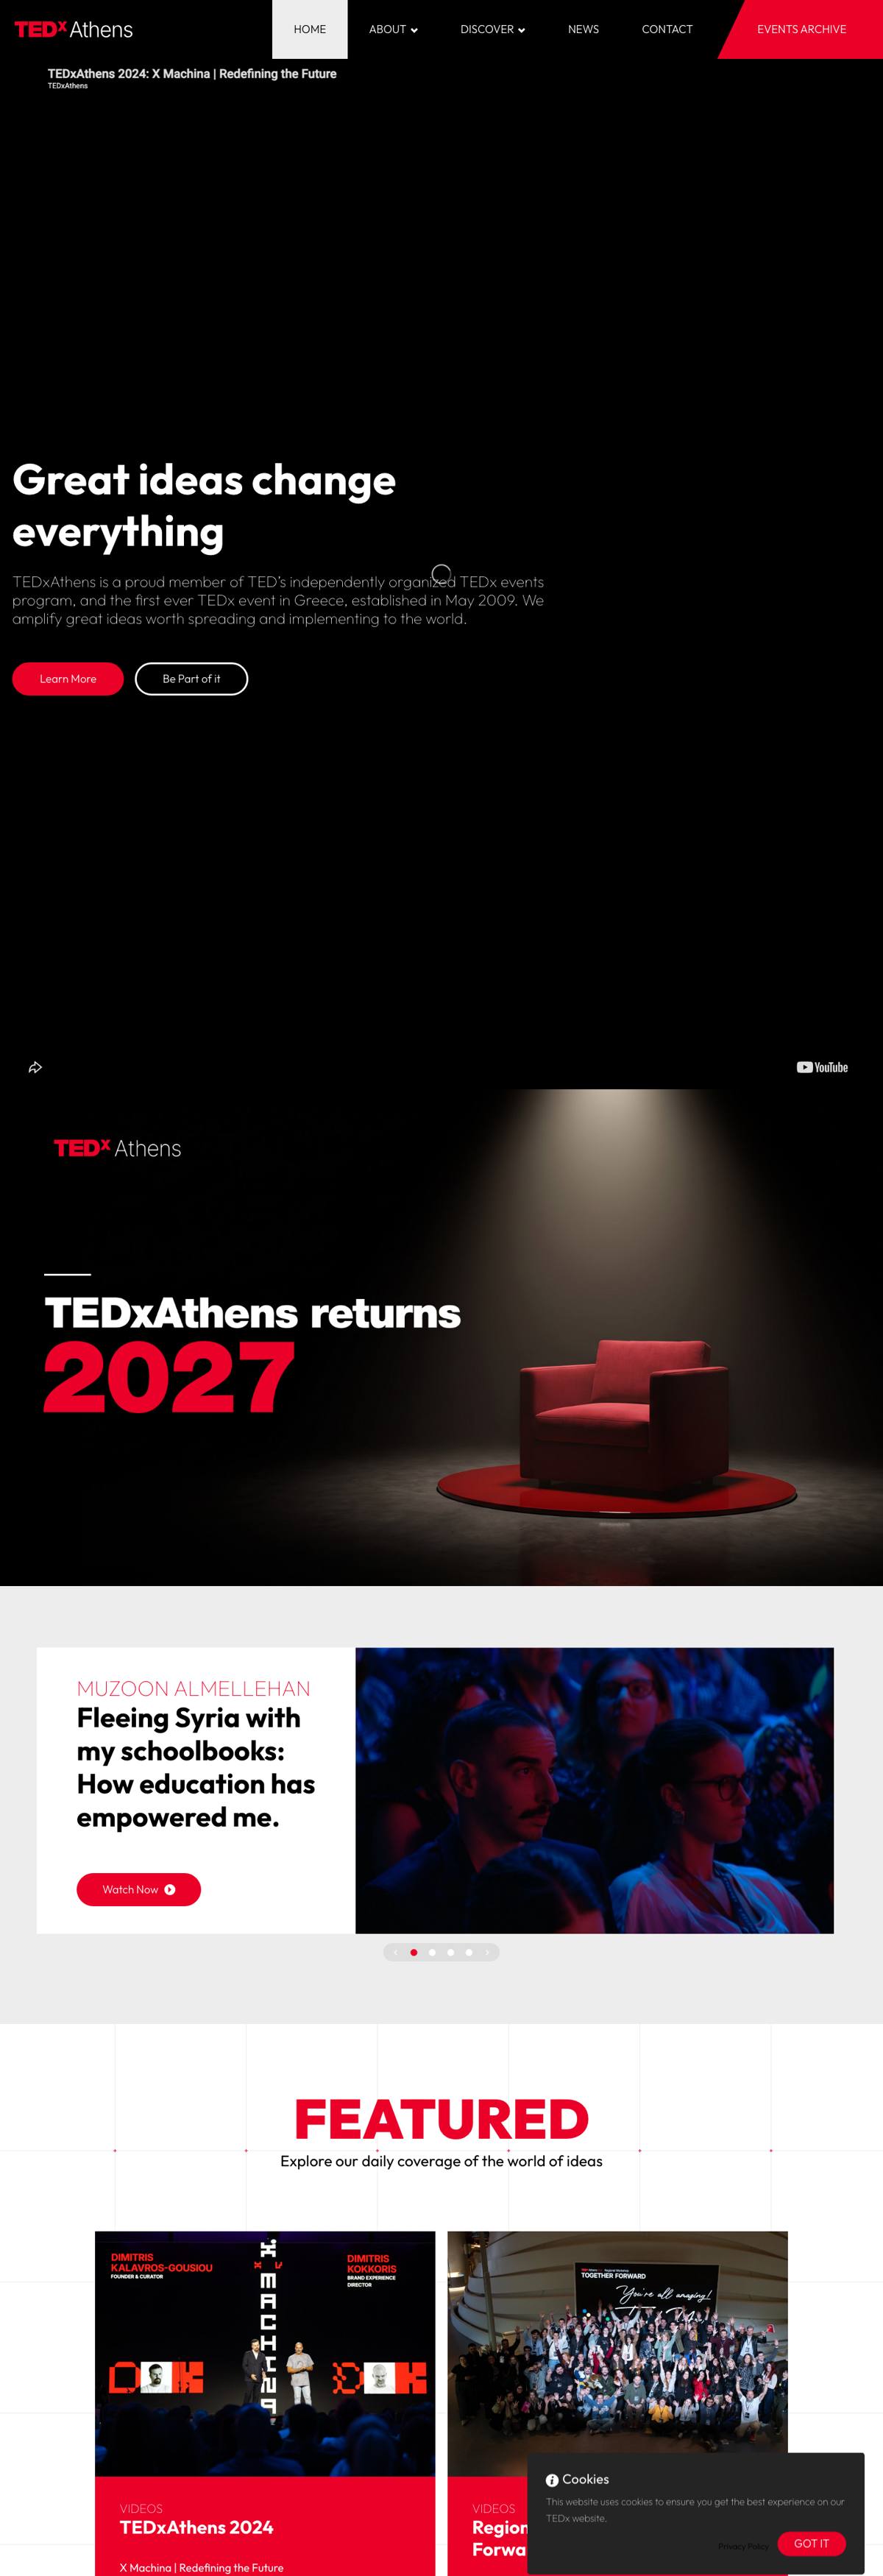 TEDxAthens
HOME
ABOUT
DISCOVER
NEWS
CONTACT
EVENTS ARCHIVE
TEDxAthens 2024: X Machina | Redefining the Future
TEDxAthens
Great ideas change
everything
TEDxAthens is a proud member of TED's independently organized TEDx events
program, and the first ever TEDx event in Greece, established in May 2009. We
amplify great ideas worth spreading and implementing to the world.
Learn More
Be Part of it
YouTube
TEDx Athens
TEDxAthens returns
2027
MUZOON ALMELLEHAN
Fleeing Syria with
my schoolbooks:
How education has
empowered me.
Watch Now
FEATURED
Explore our daily coverage of the world of ideas
DIMITRIS
KALAVROS-GOUSIOU
FOUNDER & CURATOR
X MACHINA
DIMITRIS
KOKKORIS
BRAND EXPERIENCE
DIRECTOR
TOGETHER FORWARD
You're all amazing!
VIDEOS
TEDxAthens 2024
X Machina | Redefining the Future
VIDEOS
Region
Forwa
Cookies
This website uses cookies to ensure you get the best experience on our
TEDx website.
Privacy Policy
GOT IT